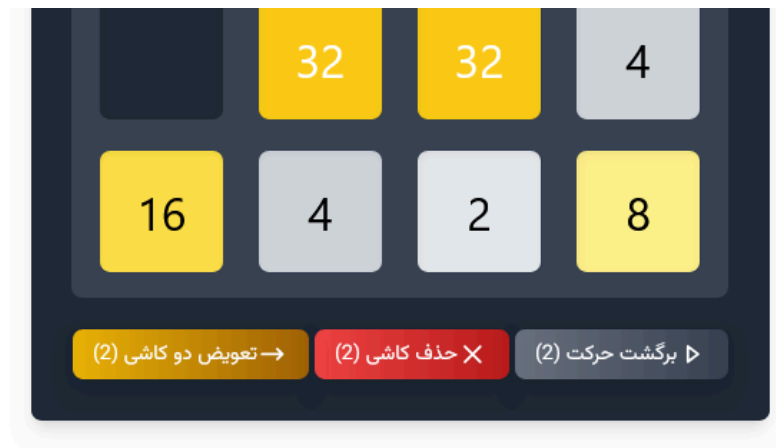 32 32 4
16 4 2 8
برگشت حرکت (2) حذف کاشی (2) تعویض دو کاشی (2)